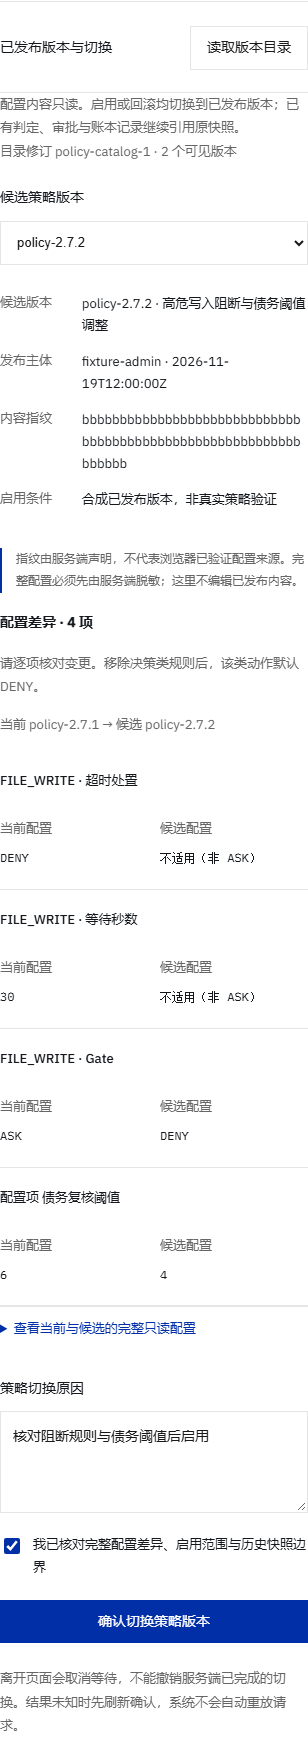 已发布版本与切换
读取版本目录
配置内容只读。启用或回滚均切换到已发布版本；已
有判定、审批与账本记录继续引用原快照。
目录修订 policy-catalog-1 · 2 个可见版本
候选策略版本
policy-2.7.2
候选版本
policy-2.7.2 · 高危写入阻断与债务阈值
调整
发布主体
fixture-admin · 2026-11-
19T12:00:00Z
内容指纹
bbbbbbbbbbbbbbbbbbbbbbbbbbbbb
bbbbbbbbbbbbbbbbbbbbbbbbbbbbb
bbbbbb
启用条件
合成已发布版本，非真实策略验证
指纹由服务端声明，不代表浏览器已验证配置来源。完
整配置必须先由服务端脱敏；这里不编辑已发布内容。
配置差异 · 4 项
请逐项核对变更。移除决策类规则后，该类动作默认
DENY。
当前 policy-2.7.1 → 候选 policy-2.7.2
FILE_WRITE · 超时处置
当前配置
候选配置
DENY
不适用（非 ASK）
FILE_WRITE · 等待秒数
当前配置
候选配置
30
不适用（非 ASK）
FILE_WRITE · Gate
当前配置
候选配置
ASK
DENY
配置项 债务复核阈值
当前配置
候选配置
6
4
查看当前与候选的完整只读配置
策略切换原因
核对阻断规则与债务阈值后启用
我已核对完整配置差异、启用范围与历史快照边
界
确认切换策略版本
离开页面会取消等待，不能撤销服务端已完成的切
换。结果未知时先刷新确认，系统不会自动重放请
求。